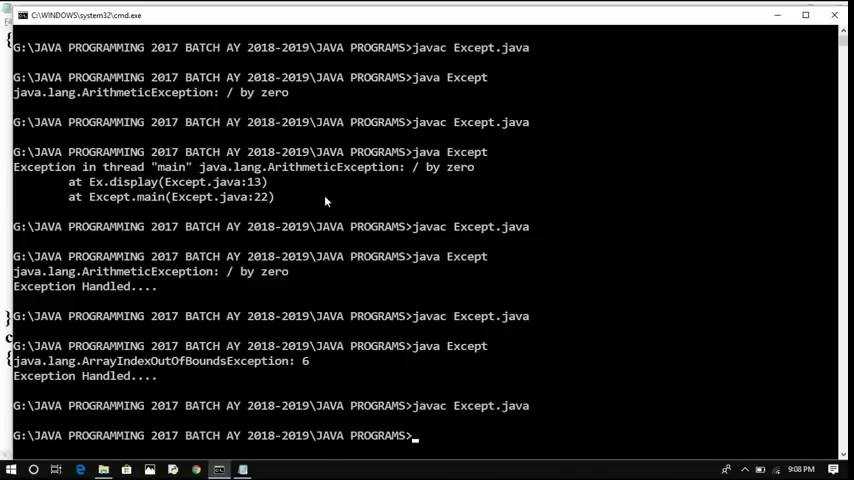 C:\WINDOWS\system32\cmd.exe
G:\JAVA PROGRAMMING 2017 BATCH AY 2018-2019\JAVA PROGRAMS>javac Except.java
G:\JAVA PROGRAMMING 2017 BATCH AY 2018-2019\JAVA PROGRAMS>java Except
java.lang.ArithmeticException: / by zero
G:\JAVA PROGRAMMING 2017 BATCH AY 2018-2019\JAVA PROGRAMS>javac Except.java
G:\JAVA PROGRAMMING 2017 BATCH AY 2018-2019\JAVA PROGRAMS>java Except
Exception in thread "main" java.lang.ArithmeticException: / by zero
at Ex.display(Except.java:13)
at Except.main(Except.java:22)
G:\JAVA PROGRAMMING 2017 BATCH AY 2018-2019\JAVA PROGRAMS>javac Except.java
G:\JAVA PROGRAMMING 2017 BATCH AY 2018-2019\JAVA PROGRAMS>java Except
java.lang.ArithmeticException: / by zero
Exception Handled....
G:\JAVA PROGRAMMING 2017 BATCH AY 2018-2019\JAVA PROGRAMS>javac Except.java
G:\JAVA PROGRAMMING 2017 BATCH AY 2018-2019\JAVA PROGRAMS>java Except
java.lang.ArrayIndexOutOfBoundsException: 6
Exception Handled....
G:\JAVA PROGRAMMING 2017 BATCH AY 2018-2019\JAVA PROGRAMS>javac Except.java
G:\JAVA PROGRAMMING 2017 BATCH AY 2018-2019\JAVA PROGRAMS>
9:08 PM